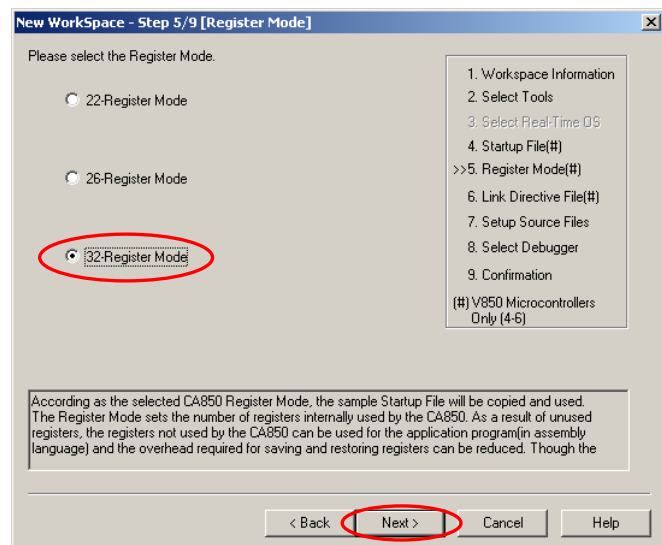 New WorkSpace - Step 5/9 [Register Mode]
Please select the Register Mode.
22-Register Mode
26-Register Mode
32-Register Mode
1. Workspace Information
2. Select Tools
3. Select Real-Time OS
4. Startup File(#)
>>5. Register Mode(#)
6. Link Directive File(#)
7. Setup Source Files
8. Select Debugger
9. Confirmation
(#) V850 Microcontrollers
Only (4-6)
According as the selected CA850 Register Mode, the sample Startup File will be copied and used.
The Register Mode sets the number of registers internally used by the CA850. As a result of unused
registers, the registers not used by the CA850 can be used for the application program(in assembly
language) and the overhead required for saving and restoring registers can be reduced. Though the
< Back
Next >
Cancel
Help